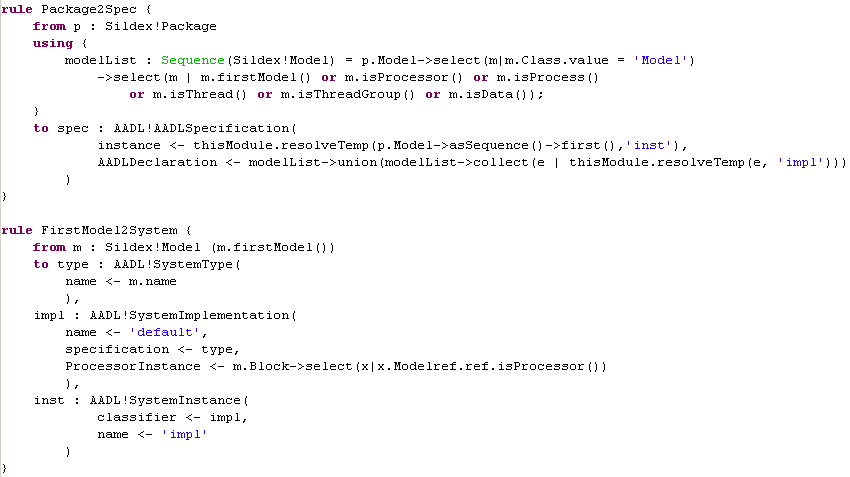 rule Package2Spec {
    from p : Sildex!Package
    using {
        modelList : Sequence(Sildex!Model) = p.Model->select(m|m.Class.value = 'Model')
            ->select(m | m.firstModel() or m.isProcessor() or m.isProcess()
                or m.isThread() or m.isThreadGroup() or m.isData());
    }
    to spec : AADL!AADLSpecification(
            instance <- thisModule.resolveTemp(p.Model->asSequence()->first(),'inst'),
            AADLDeclaration <- modelList->union(modelList->collect(e | thisModule.resolveTemp(e, 'impl')))
        )
}
rule FirstModel2System {
    from m : Sildex!Model (m.firstModel())
    to type : AADL!SystemType(
        name <- m.name
        ),
    impl : AADL!SystemImplementation(
        name <- 'default',
        specification <- type,
        ProcessorInstance <- m.Block->select(x|x.Modelref.ref.isProcessor())
        ),
    inst : AADL!SystemInstance(
            classifier <- impl,
            name <- 'impl'
        )
}